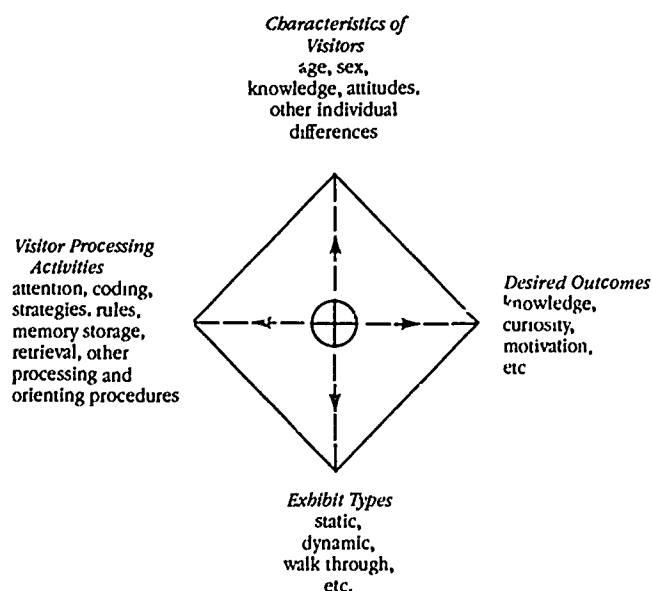 Characteristics of
Visitors
age, sex,
knowledge, attitudes,
other individual
differences
Visitor Processing
Activities
attention, coding,
strategies, rules,
memory storage,
retrieval, other
processing and
orienting procedures
Desired Outcomes
knowledge,
curiosity,
motivation,
etc
Exhibit Types
static,
dynamic,
walk through,
etc.